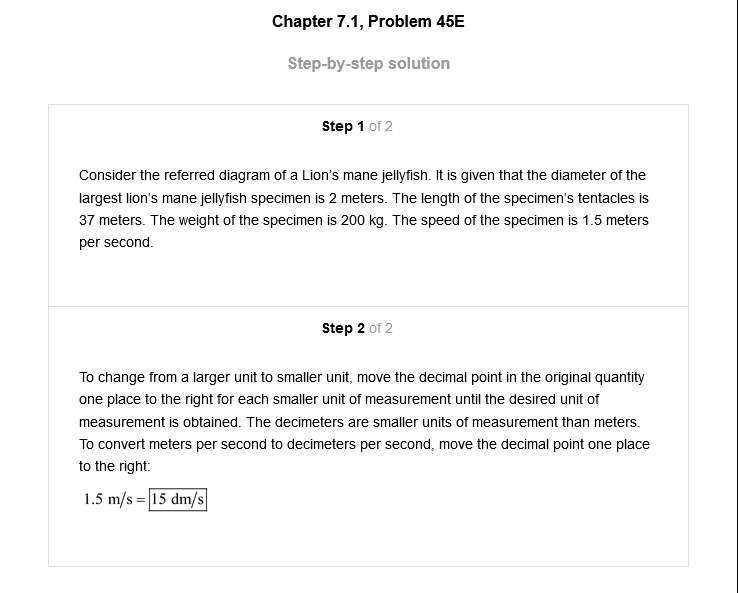 Chapter 7.1, Problem 45E
Step-by-step solution
Step 1 of 2
Consider the referred diagram of a Lion's mane jellyfish. It is given that the diameter of the
largest lion's mane jellyfish specimen is 2 meters. The length of the specimen's tentacles is
37 meters. The weight of the specimen is 200 kg. The speed of the specimen is 1.5 meters
per second.
Step 2 of 2
To change from a larger unit to smaller unit, move the decimal point in the original quantity
one place to the right for each smaller unit of measurement until the desired unit of
measurement is obtained. The decimeters are smaller units of measurement than meters.
To convert meters per second to decimeters per second, move the decimal point one place
to the right:
1.5 m/s = 15 dm/s